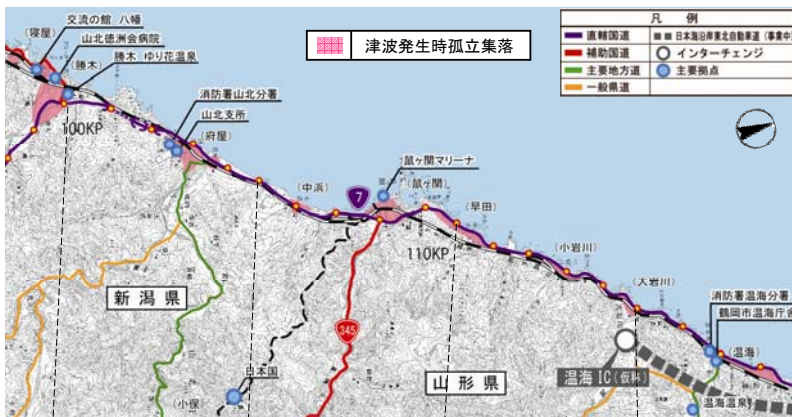 交流の館 八幡
(寝屋)
山北徳洲会病院
(勝木)
勝木 ゆり花温泉
100KP
消防署山北分署
山北支所
(府屋)
津波発生時孤立集落
凡 例
直轄国道
日本海沿岸東北自動車道 (事業中)
補助国道
インターチェンジ
主要地方道
主要拠点
一般県道
(中浜)
7
鼠ヶ関マリーナ
(鼠ヶ関)
(早田)
110KP
(小岩川)
(大岩川)
消防署温海分署
鶴岡市温海庁舎
(温海)
新潟県
345
日本国
(小俣)
山形県
温海 IC(仮称)
温海温泉